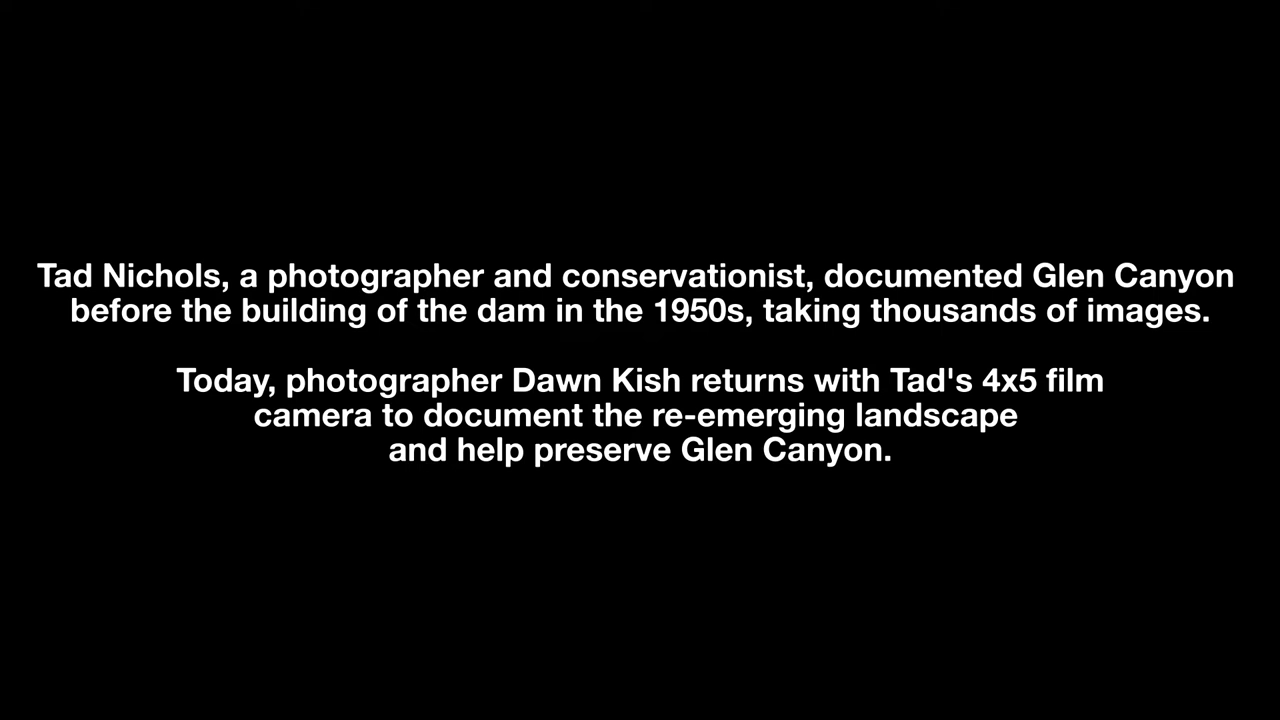 Tad Nichols, a photographer and conservationist, documented Glen Canyon
before the building of the dam in the 1950s, taking thousands of images.
Today, photographer Dawn Kish returns with Tad's 4x5 film
camera to document the re-emerging landscape
and help preserve Glen Canyon.